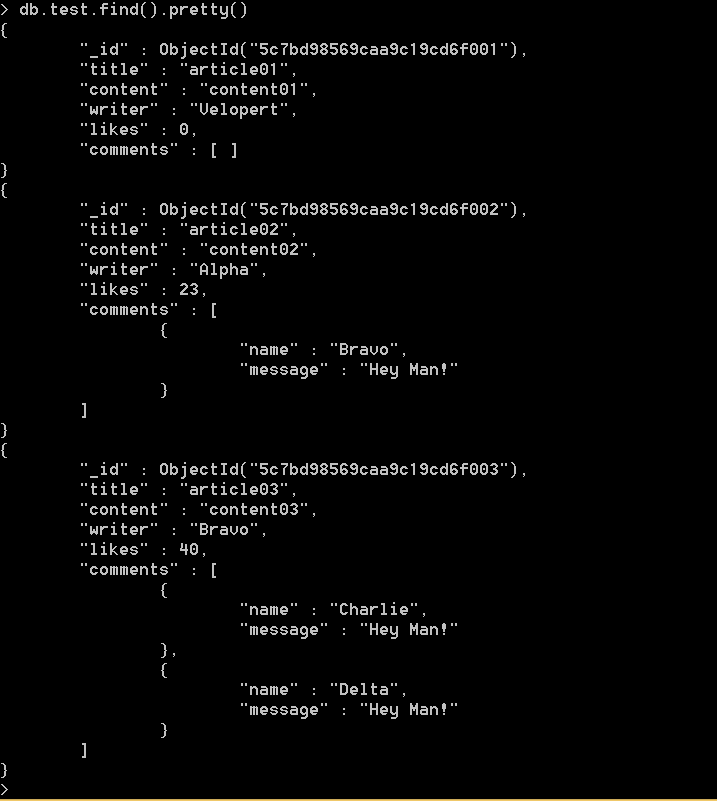 > db.test.find().pretty()
{
        "_id" : ObjectId("5c7bd98569caa9c19cd6f001"),
        "title" : "article01",
        "content" : "content01",
        "writer" : "Velopert",
        "likes" : 0,
        "comments" : [ ]
}
{
        "_id" : ObjectId("5c7bd98569caa9c19cd6f002"),
        "title" : "article02",
        "content" : "content02",
        "writer" : "Alpha",
        "likes" : 23,
        "comments" : [
                {
                        "name" : "Bravo",
                        "message" : "Hey Man!"
                }
        ]
}
{
        "_id" : ObjectId("5c7bd98569caa9c19cd6f003"),
        "title" : "article03",
        "content" : "content03",
        "writer" : "Bravo",
        "likes" : 40,
        "comments" : [
                {
                        "name" : "Charlie",
                        "message" : "Hey Man!"
                },
                {
                        "name" : "Delta",
                        "message" : "Hey Man!"
                }
        ]
}
>